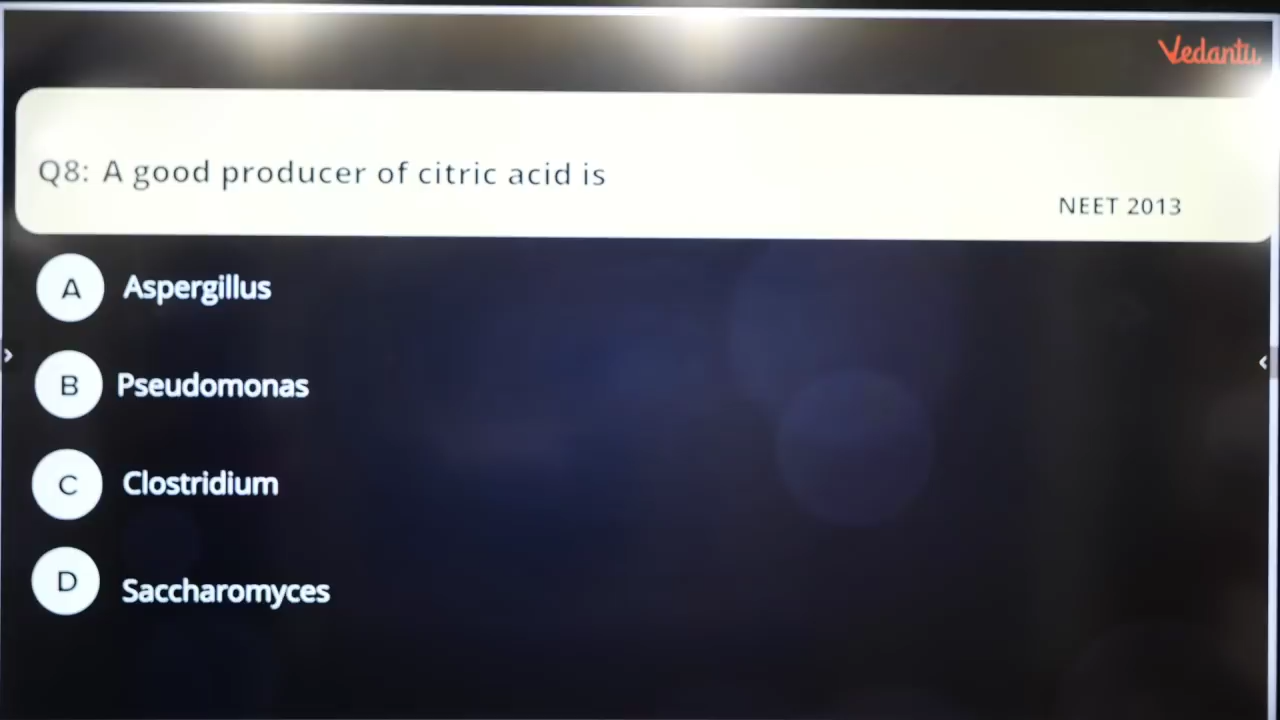 Vedantu
Q8: A good producer of citric acid is
NEET 2013
A Aspergillus
B Pseudomonas
C Clostridium
D Saccharomyces